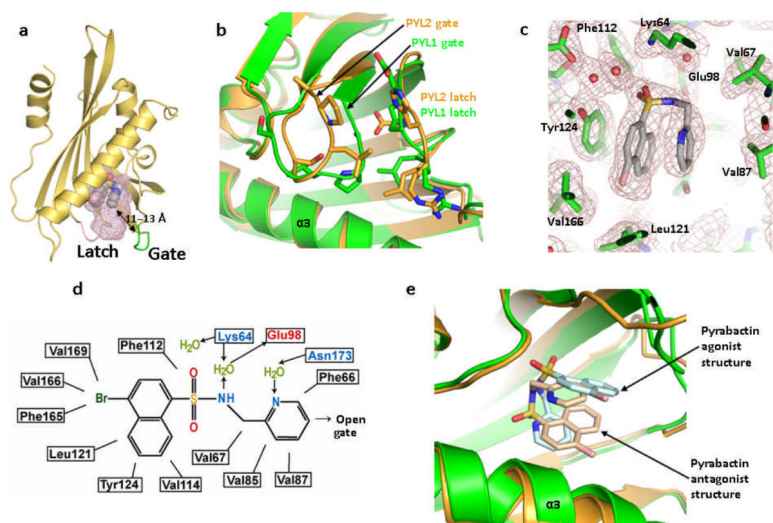 a
11–13 Å
Latch
Gate
b
PYL2 gate
PYL1 gate
PYL2 latch
PYL1 latch
α3
c
Lys64
Phe112
Val67
Glu98
Tyr124
Val87
Val166
Leu121
d
H₂O
Lys64
Glu98
Val169
Phe112
H₂O
H₂O
Asn173
Val166
O
Phe66
Br
S
NH
N
Phe165
O
Open
gate
Leu121
Val67
Tyr124
Val114
Val85
Val87
e
Pyrabactin
agonist
structure
Pyrabactin
antagonist
structure
α3